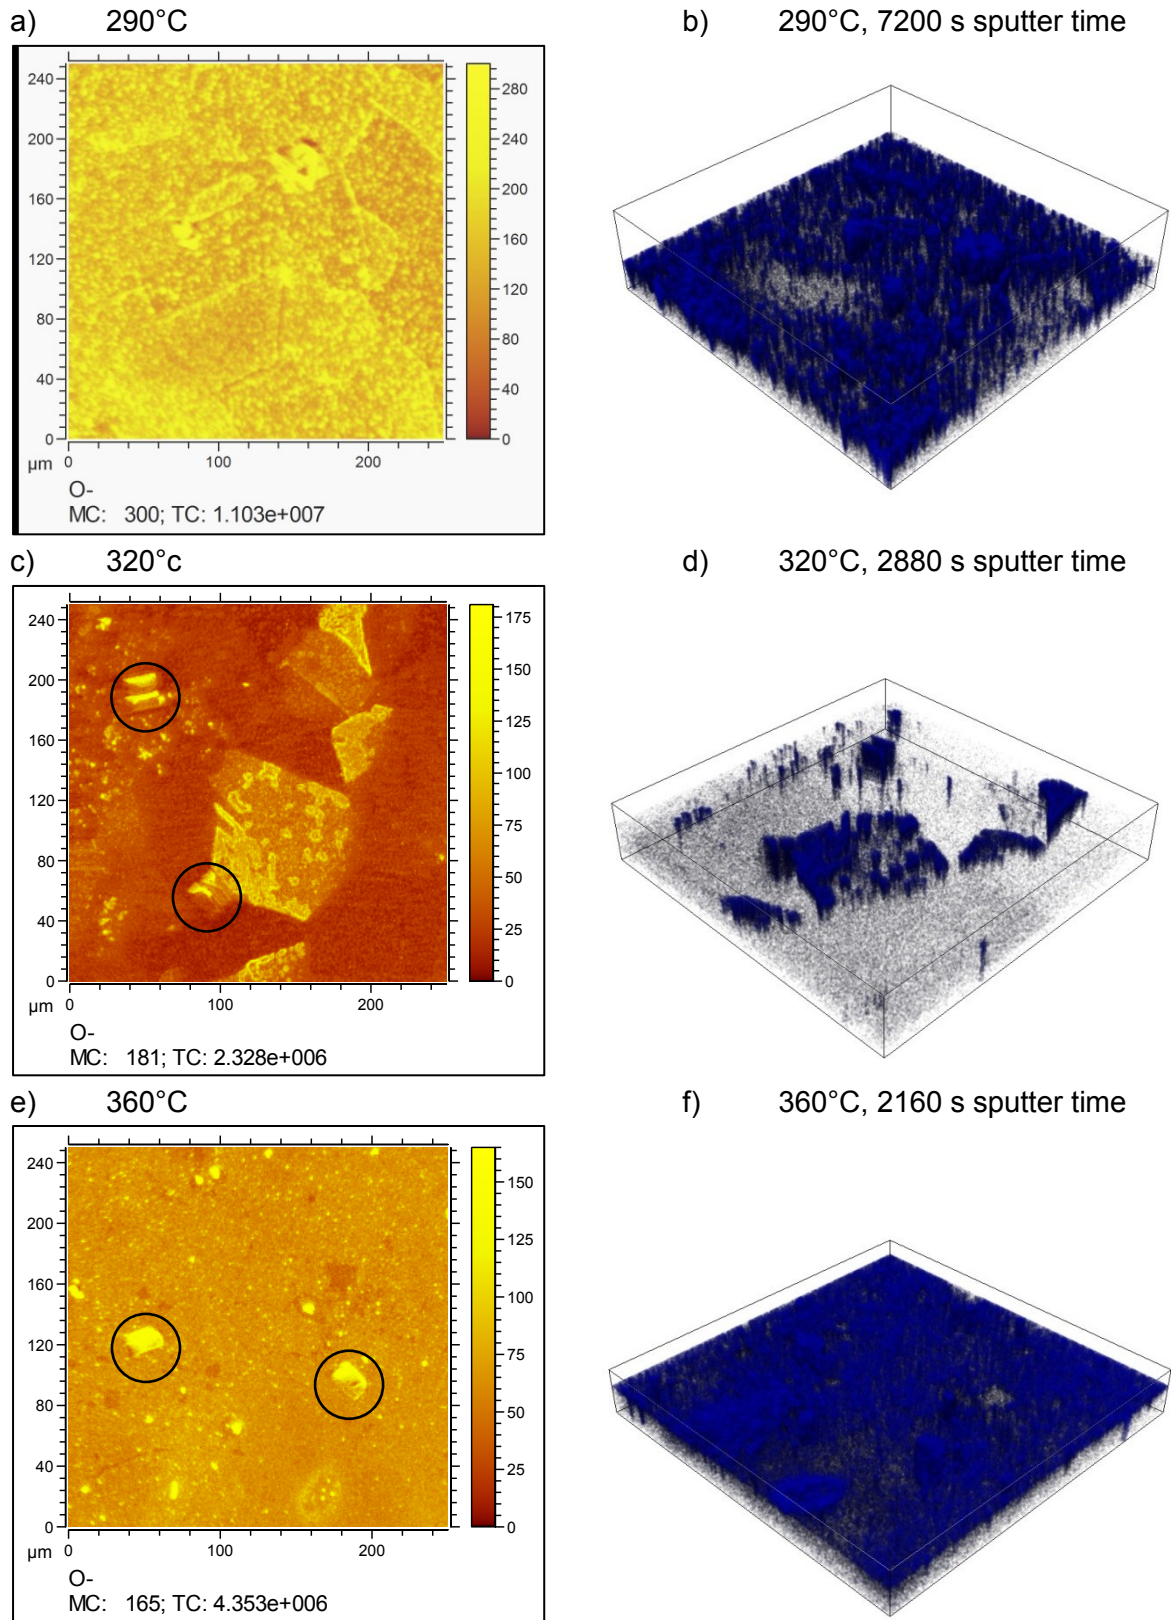 a) 290°C
b) 290°C, 7200 s sputter time
240
200
160
120
80
40
0
µm
0 100 200
280
240
200
160
120
80
40
0
O-
MC: 300; TC: 1.103e+007
c) 320°c
d) 320°C, 2880 s sputter time
240
200
160
120
80
40
0
µm
0 100 200
175
150
125
100
75
50
25
0
O-
MC: 181; TC: 2.328e+006
e) 360°C
f) 360°C, 2160 s sputter time
240
200
160
120
80
40
0
µm
0 100 200
150
125
100
75
50
25
0
O-
MC: 165; TC: 4.353e+006